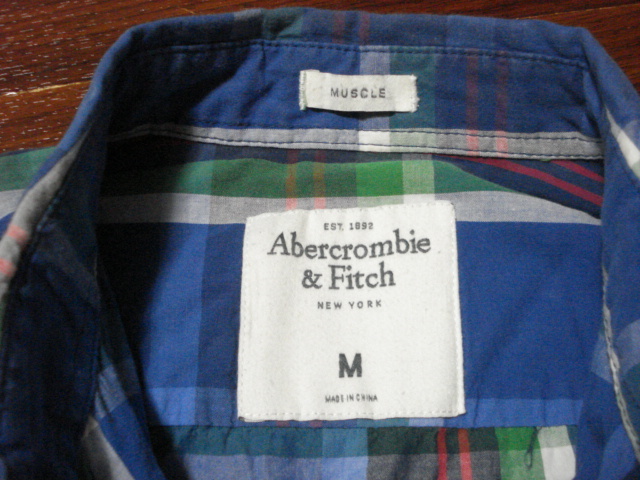 MUSCLE
EST. 1892
Abercrombie
& Fitch
NEW YORK
M
MADE IN CHINA